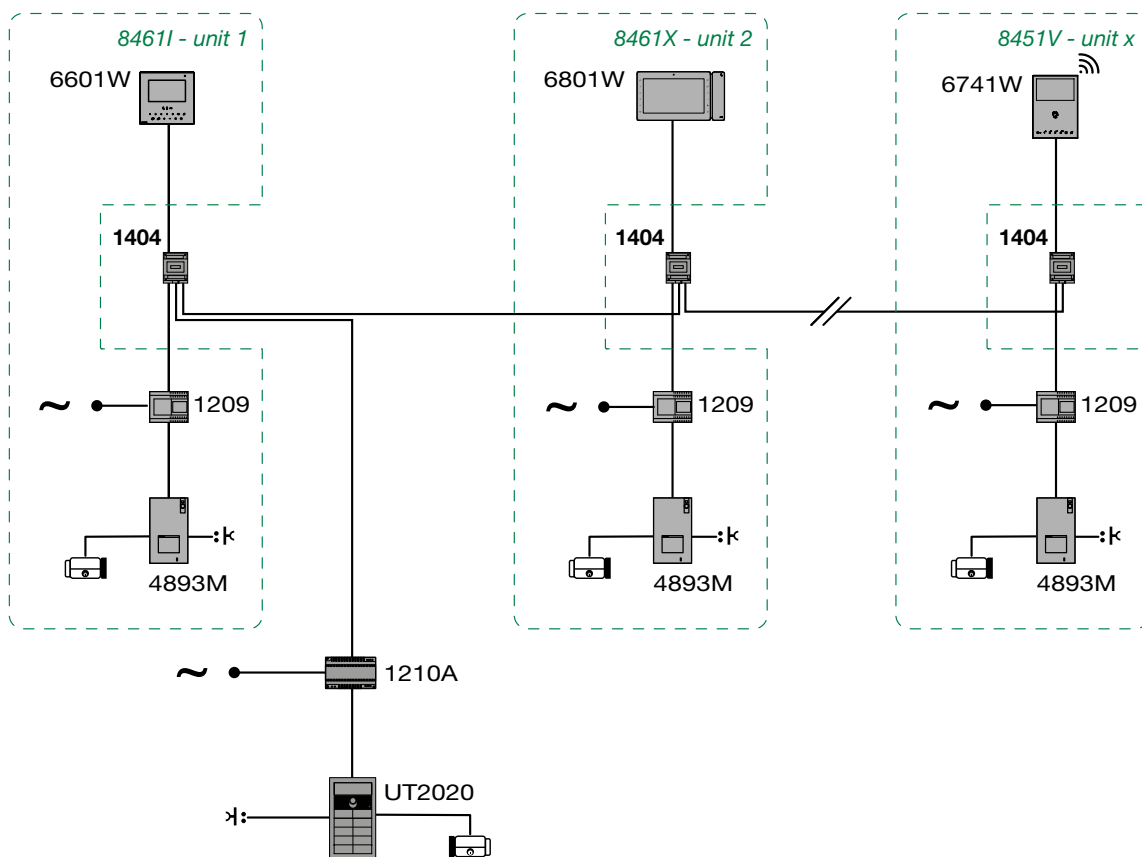 8461I - unit 1
8461X - unit 2
8451V - unit x
6601W
6801W
6741W
1404
1404
1404
1209
1209
1209
4893M
4893M
4893M
1210A
UT2020